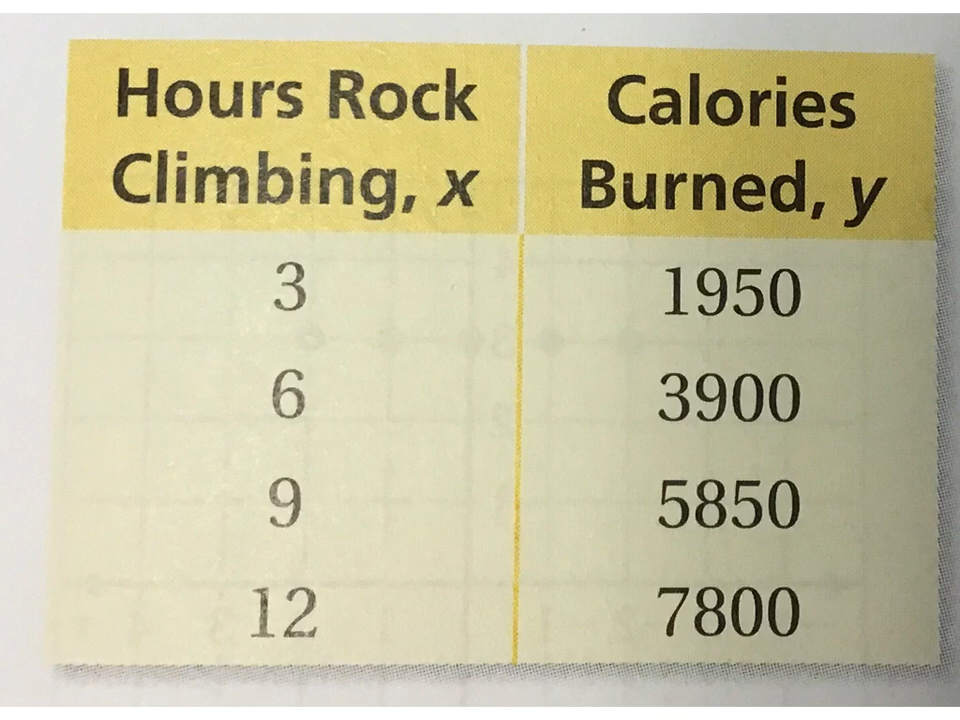 Hours Rock Climbing, x
Calories Burned, y
3 1950
6 3900
9 5850
12 7800